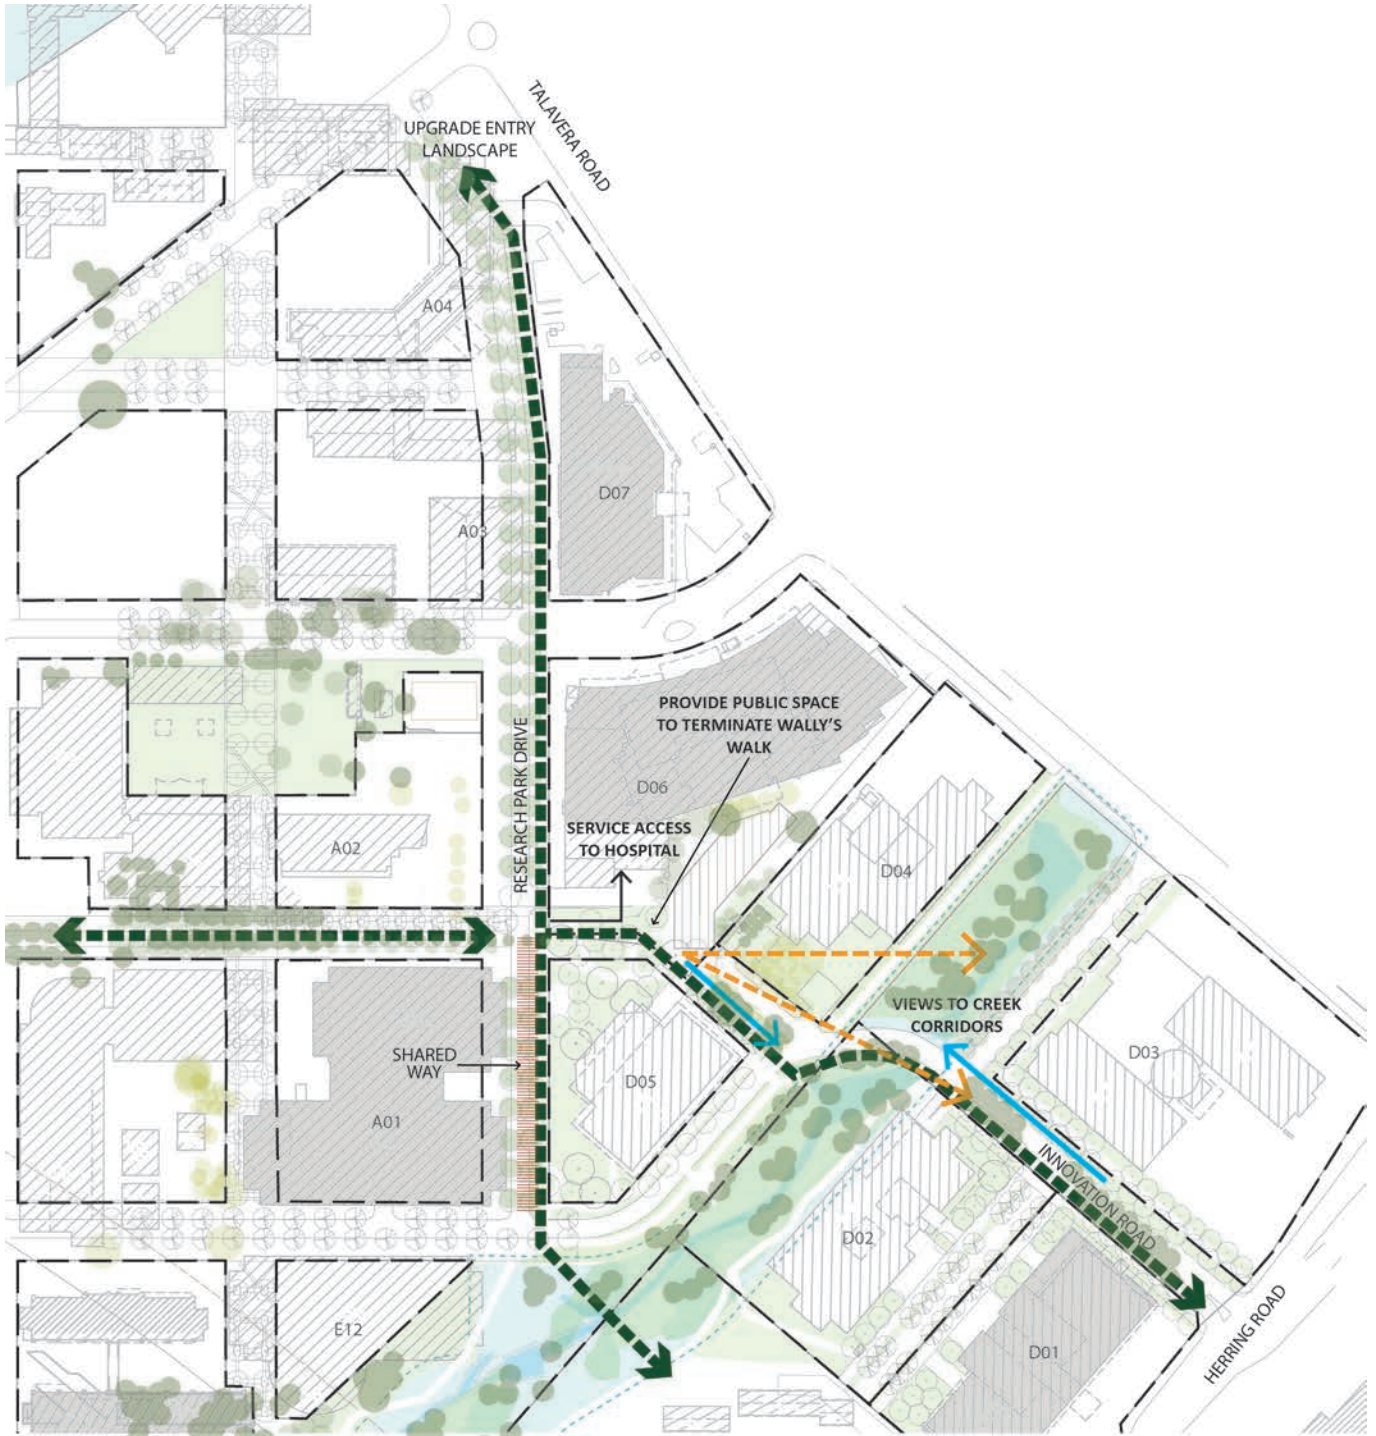 TALAVERA ROAD
UPGRADE ENTRY
LANDSCAPE
A04
D07
A03
PROVIDE PUBLIC SPACE
TO TERMINATE WALLY'S
WALK
RESEARCH PARK DRIVE
D06
SERVICE ACCESS
TO HOSPITAL
A02
D04
VIEWS TO CREEK
CORRIDORS
SHARED
WAY
D03
D05
A01
INNOVATION ROAD
D02
E12
D01
HERRING ROAD